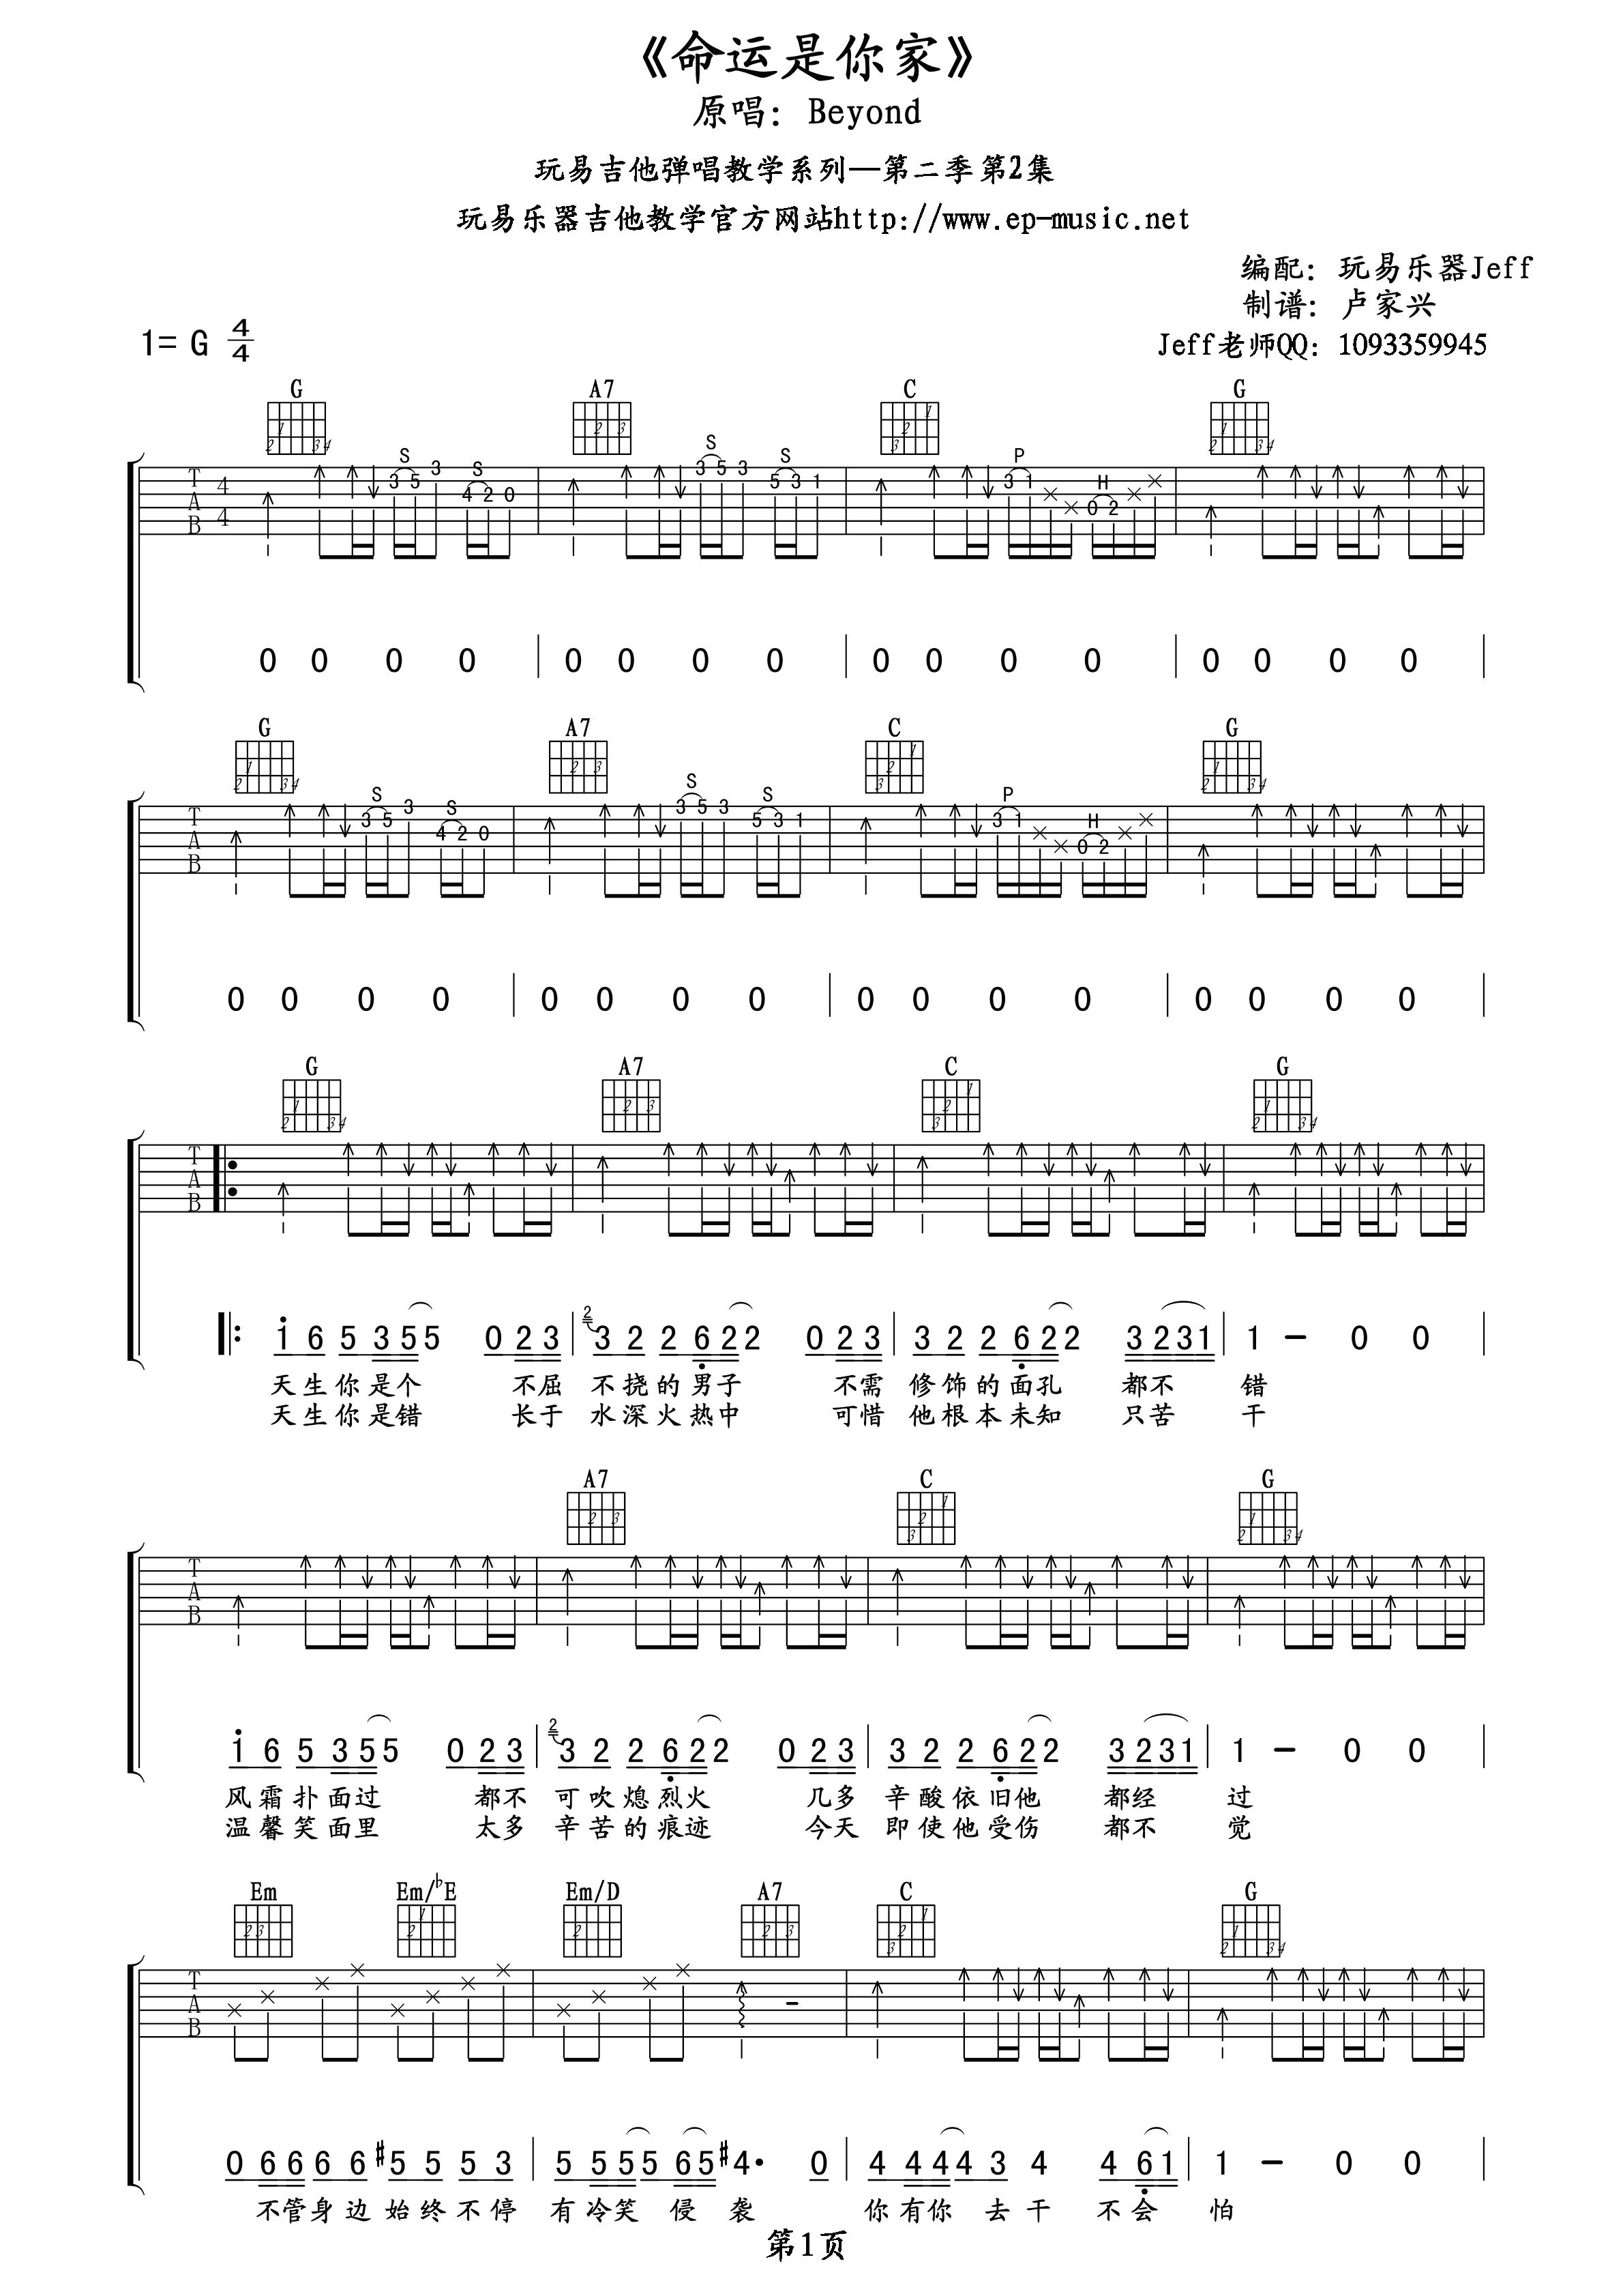 《命运是你家》
原唱：Beyond
玩易吉他弹唱教学系列—第二季 第2集
玩易乐器吉他教学官方网站http://www.ep-music.net
编配：玩易乐器Jeff
制谱：卢家兴
1= G 4/4
Jeff老师QQ：1093359945
G A7 C G
S S S S P H
T A B 4/4 3 5 3 4 2 0 3 5 3 5 3 1 3 1 0 2
0 0 0 0 0 0 0 0 0 0 0 0 0 0 0 0
G A7 C G
S S S S P H
T A B 3 5 3 4 2 0 3 5 3 5 3 1 3 1 0 2
0 0 0 0 0 0 0 0 0 0 0 0 0 0 0 0
G A7 C G
T A B
1 6 5 3 5 5 0 2 3 2 3 2 2 6 2 2 0 2 3 3 2 2 6 2 2 3 2 3 1 1 - 0 0
天生你是个 不屈 不挠的男子 不需 修饰的面孔 都不 错
天生你是错 长于 水深火热中 可惜 他根本未知 只苦 干
A7 C G
T A B
1 6 5 3 5 5 0 2 3 2 3 2 2 6 2 2 0 2 3 3 2 2 6 2 2 3 2 3 1 1 - 0 0
风霜扑面过 都不 可吹熄烈火 几多 辛酸依旧他 都经 过
温馨笑面里 太多 辛苦的痕迹 今天 即使他受伤 都不 觉
Em Em/♭E Em/D A7 C G
T A B
0 6 6 6 6 #5 5 5 3 5 5 5 5 6 5 #4· 0 4 4 4 4 3 4 4 6 1 1 - 0 0
不管身边始终不停 有冷笑 侵 袭 你有你 去干 不会 怕
第1页